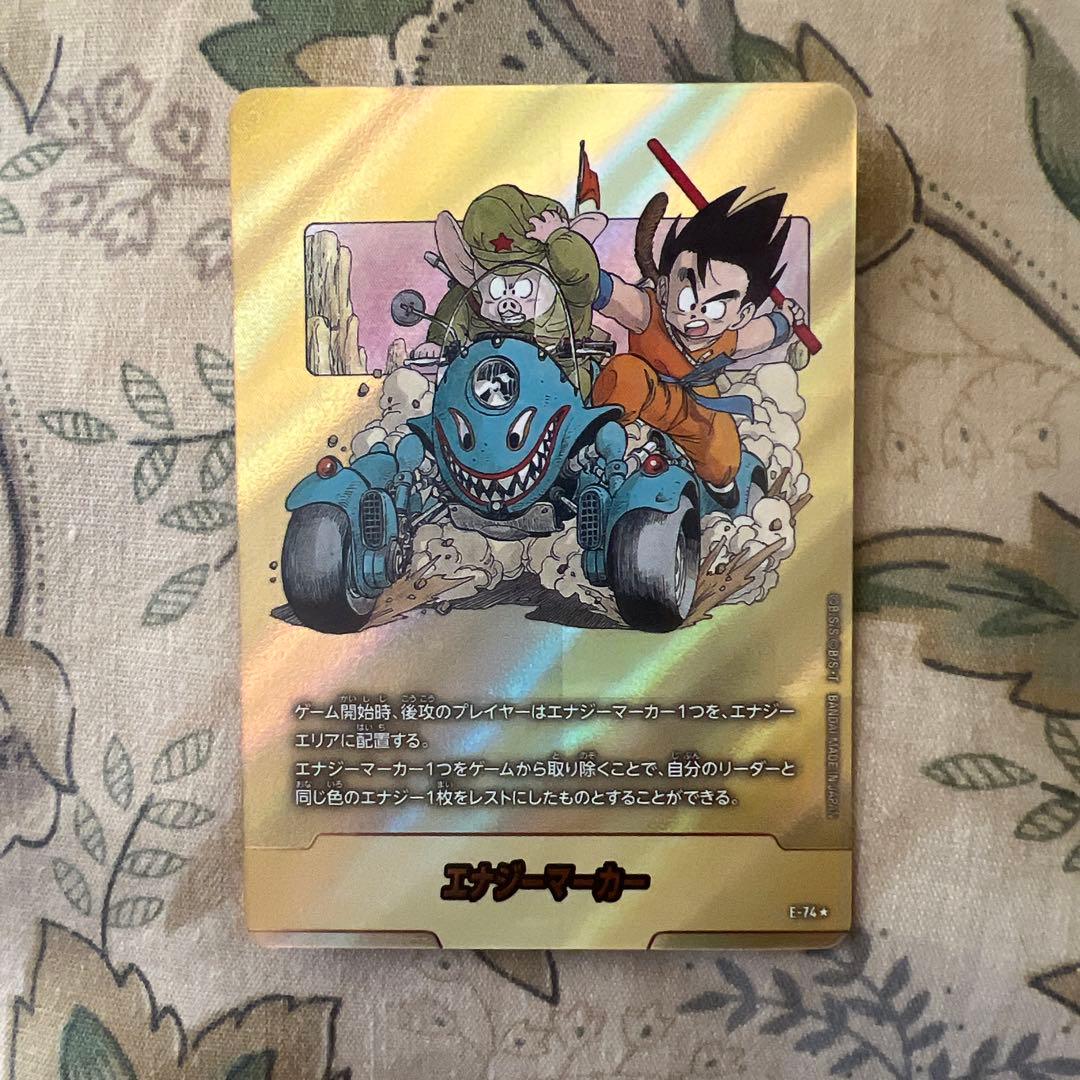 ゲーム開始時、後攻のプレイヤーはエナジーマーカー1つを、エナジー
エリアに配置する。
エナジーマーカー1つをゲームから取り除くことで、自分のリーダーと
同じ色のエナジー1枚をレストにしたものとすることができる。
エナジーマーカー
E-74★
©B/S/S ©B/S・T BANDAI MADE IN JAPAN